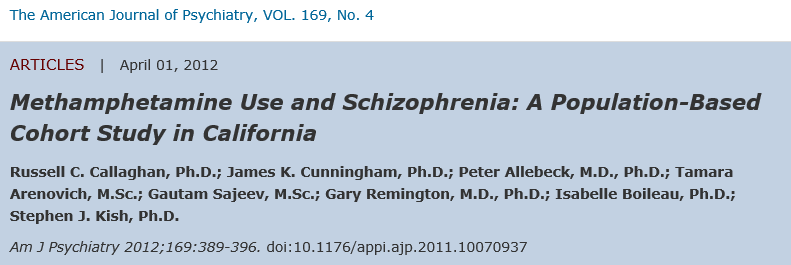 The American Journal of Psychiatry, VOL. 169, No. 4
ARTICLES | April 01, 2012
Methamphetamine Use and Schizophrenia: A Population-Based
Cohort Study in California
Russell C. Callaghan, Ph.D.; James K. Cunningham, Ph.D.; Peter Allebeck, M.D., Ph.D.; Tamara
Arenovich, M.Sc.; Gautam Sajeev, M.Sc.; Gary Remington, M.D., Ph.D.; Isabelle Boileau, Ph.D.;
Stephen J. Kish, Ph.D.
Am J Psychiatry 2012;169:389-396. doi:10.1176/appi.ajp.2011.10070937